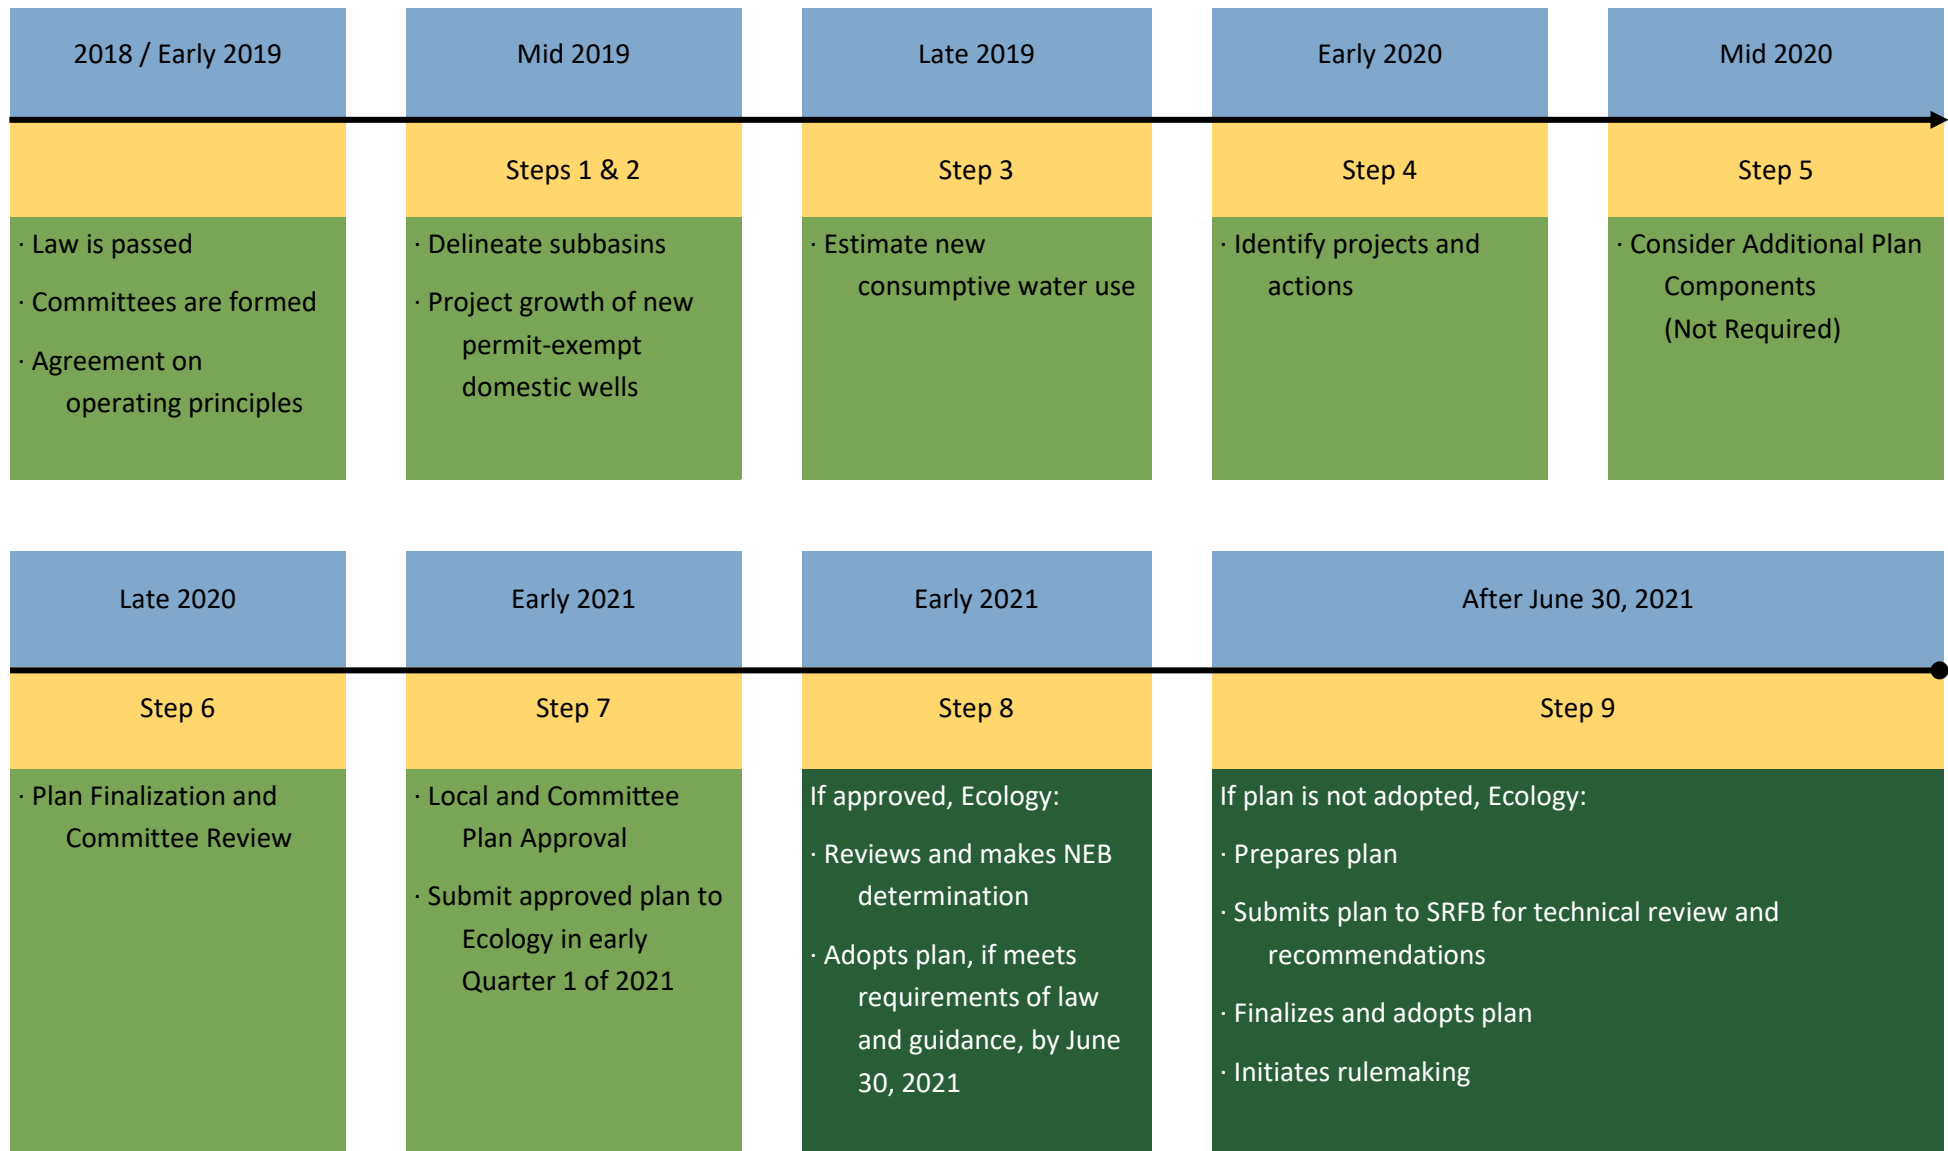 2018 / Early 2019
Mid 2019
Late 2019
Early 2020
Mid 2020
Steps 1 & 2
Step 3
Step 4
Step 5
· Law is passed
· Committees are formed
· Agreement on
operating principles
· Delineate subbasins
· Project growth of new
permit-exempt
domestic wells
· Estimate new
consumptive water use
· Identify projects and
actions
· Consider Additional Plan
Components
(Not Required)
Late 2020
Early 2021
Early 2021
After June 30, 2021
Step 6
Step 7
Step 8
Step 9
· Plan Finalization and
Committee Review
· Local and Committee
Plan Approval
· Submit approved plan to
Ecology in early
Quarter 1 of 2021
If approved, Ecology:
· Reviews and makes NEB
determination
· Adopts plan, if meets
requirements of law
and guidance, by June
30, 2021
If plan is not adopted, Ecology:
· Prepares plan
· Submits plan to SRFB for technical review and
recommendations
· Finalizes and adopts plan
· Initiates rulemaking